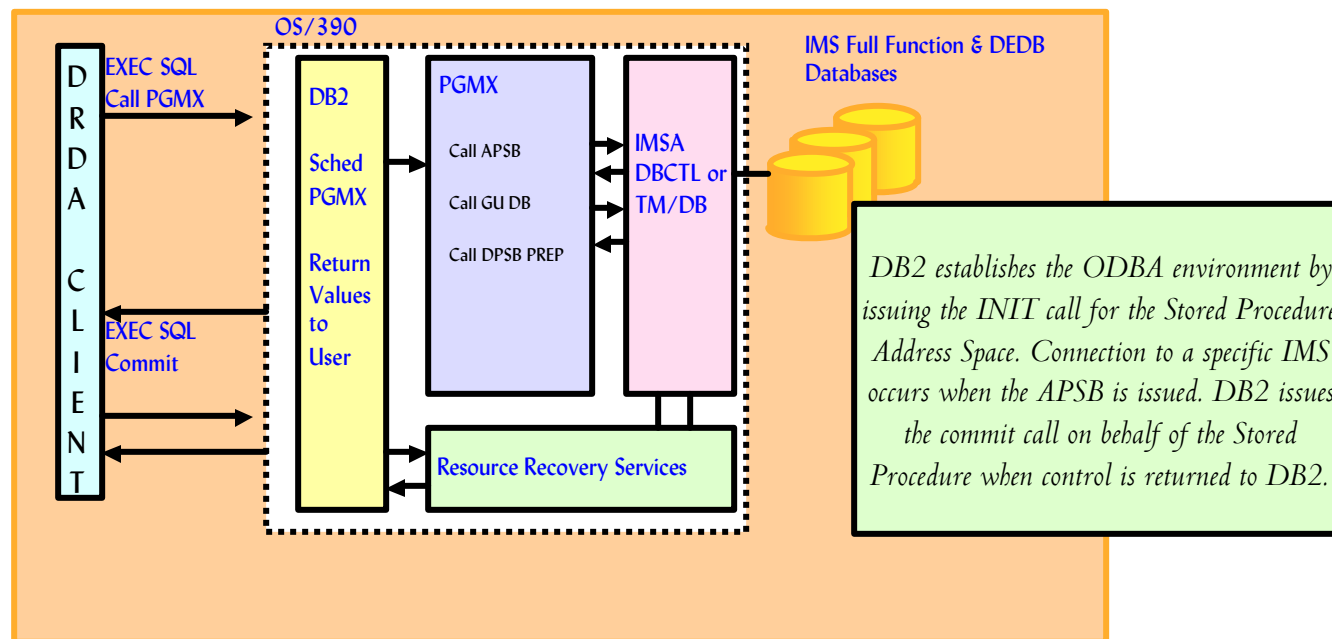 OS/390
DRDA CLIENT
EXEC SQL
Call PGMX
EXEC SQL
Commit
DB2
Sched
PGMX
Return
Values
to
User
PGMX
Call APSB
Call GU DB
Call DPSB PREP
IMSA
DBCTL or
TM/DB
Resource Recovery Services
IMS Full Function & DEDB
Databases
DB2 establishes the ODBA environment by
issuing the INIT call for the Stored Procedure
Address Space. Connection to a specific IMS
occurs when the APSB is issued. DB2 issues
the commit call on behalf of the Stored
Procedure when control is returned to DB2.